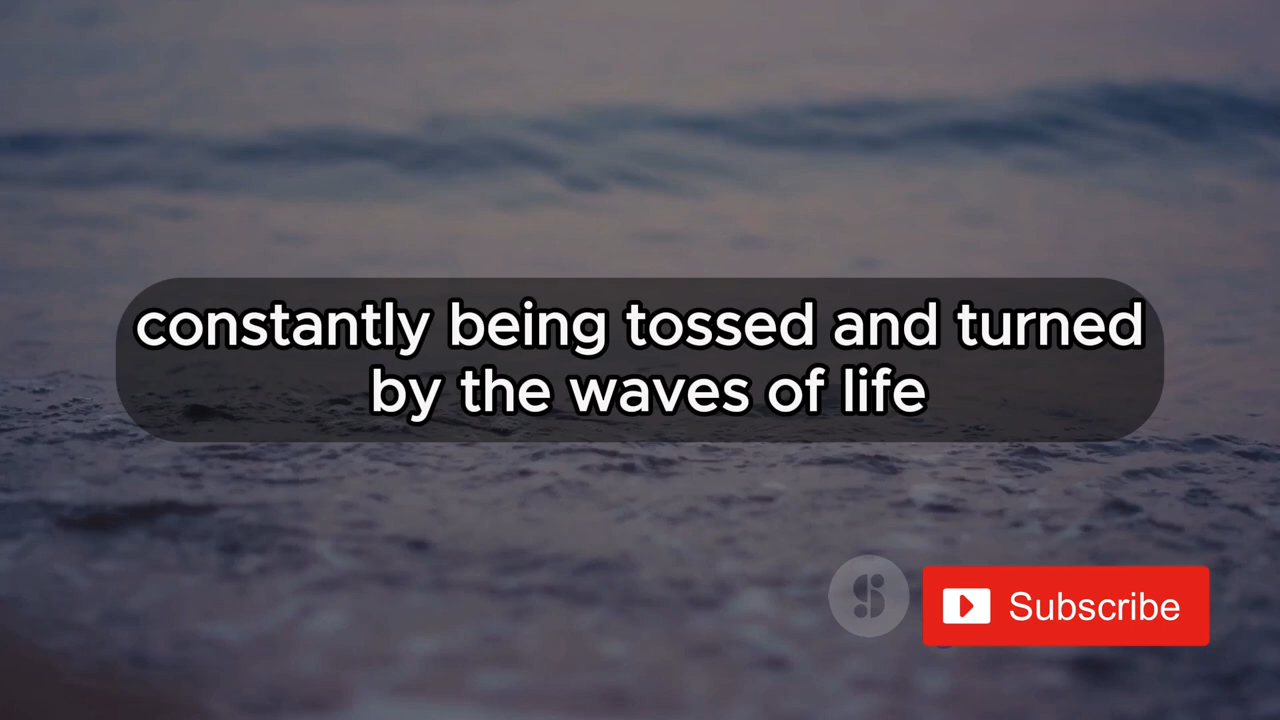 constantly being tossed and turned
by the waves of life
Subscribe